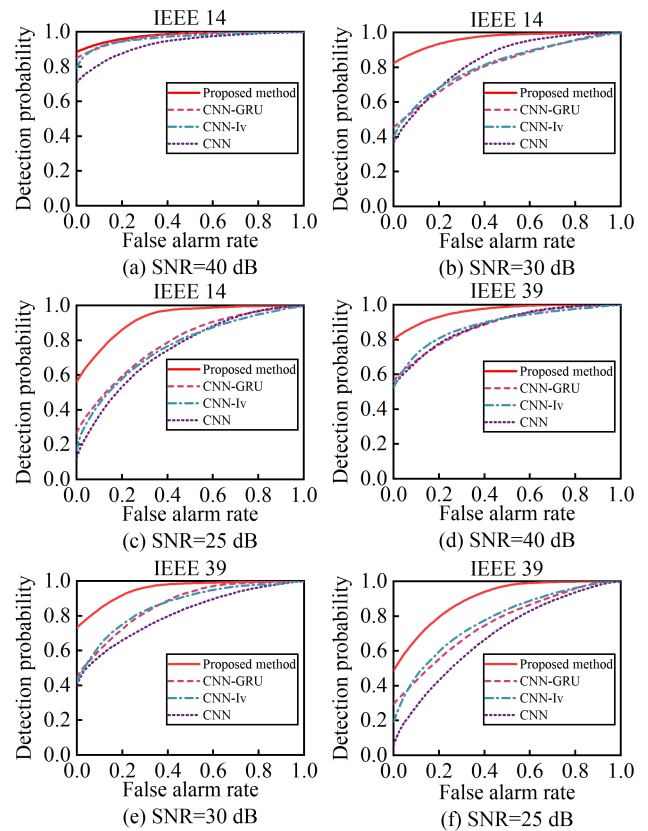 IEEE 14
Detection probability
1.0
0.8
0.6
0.4
0.2
0.0
Proposed method
CNN-GRU
CNN-Iv
CNN
0.0 0.2 0.4 0.6 0.8 1.0
False alarm rate
(a) SNR=40 dB
IEEE 14
Detection probability
1.0
0.8
0.6
0.4
0.2
0.0
Proposed method
CNN-GRU
CNN-Iv
CNN
0.0 0.2 0.4 0.6 0.8 1.0
False alarm rate
(b) SNR=30 dB
IEEE 14
Detection probability
1.0
0.8
0.6
0.4
0.2
0.0
Proposed method
CNN-GRU
CNN-Iv
CNN
0.0 0.2 0.4 0.6 0.8 1.0
False alarm rate
(c) SNR=25 dB
IEEE 39
Detection probability
1.0
0.8
0.6
0.4
0.2
0.0
Proposed method
CNN-GRU
CNN-Iv
CNN
0.0 0.2 0.4 0.6 0.8 1.0
False alarm rate
(d) SNR=40 dB
IEEE 39
Detection probability
1.0
0.8
0.6
0.4
0.2
0.0
Proposed method
CNN-GRU
CNN-Iv
CNN
0.0 0.2 0.4 0.6 0.8 1.0
False alarm rate
(e) SNR=30 dB
IEEE 39
Detection probability
1.0
0.8
0.6
0.4
0.2
0.0
Proposed method
CNN-GRU
CNN-Iv
CNN
0.0 0.2 0.4 0.6 0.8 1.0
False alarm rate
(f) SNR=25 dB